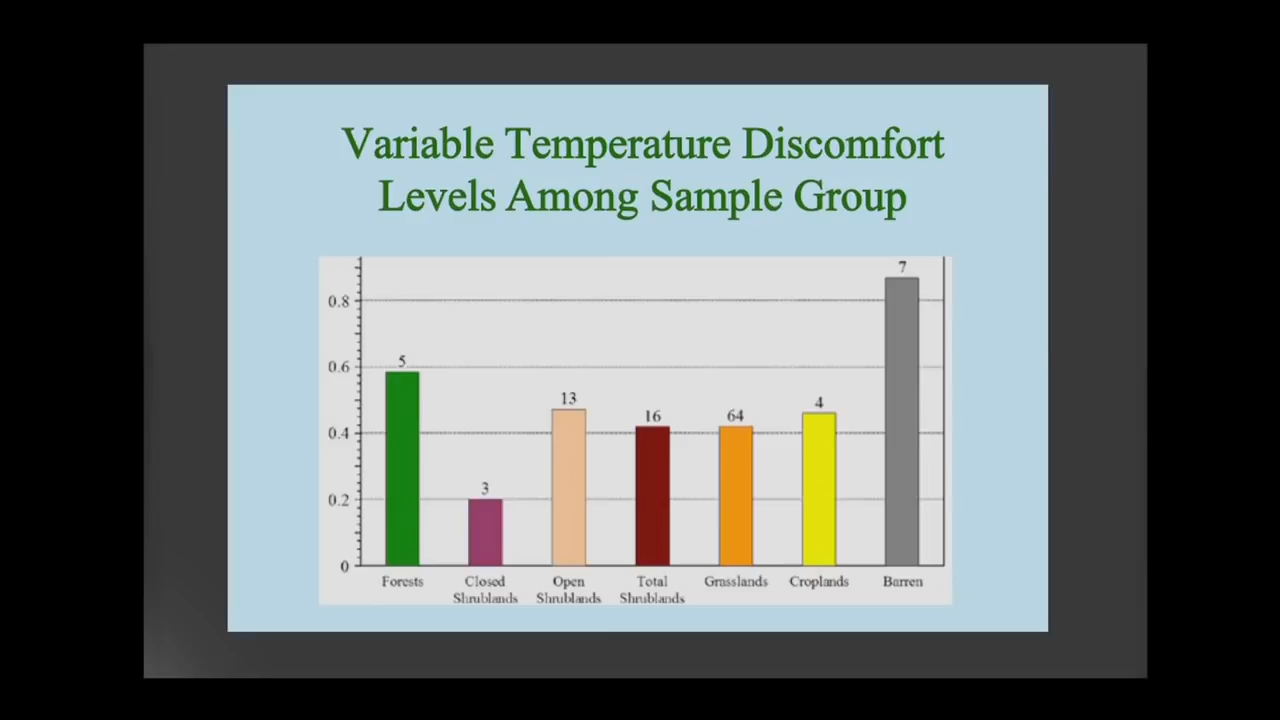 Variable Temperature Discomfort
Levels Among Sample Group
7
0.8
5
0.6
13
4
16
64
0.4
3
0.2
0
Forests
Closed
Shrublands
Open
Shrublands
Total
Shrublands
Grasslands
Croplands
Barren